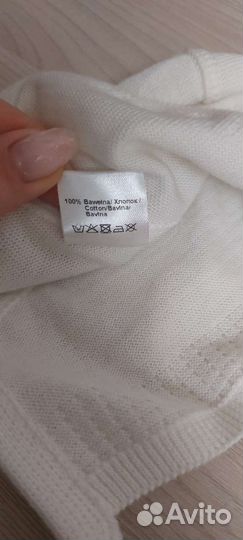 100% Bawełna/ Хлопок /
Cotton/Bavlna/
Bavlna
Avito